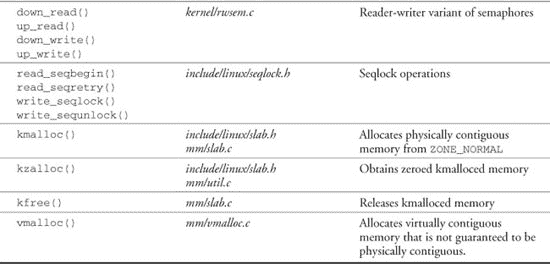 down_read() kernel/rwsem.c Reader-writer variant of semaphores
up_read()
down_write()
up_write()
read_seqbegin() include/linux/seqlock.h Seqlock operations
read_seqretry()
write_seqlock()
write_sequnlock()
kmalloc() include/linux/slab.h Allocates physically contiguous
mm/slab.c memory from ZONE_NORMAL
kzalloc() include/linux/slab.h Obtains zeroed kmalloced memory
mm/util.c
kfree() mm/slab.c Releases kmalloced memory
vmalloc() mm/vmalloc.c Allocates virtually contiguous
memory that is not guaranteed to be
physically contiguous.